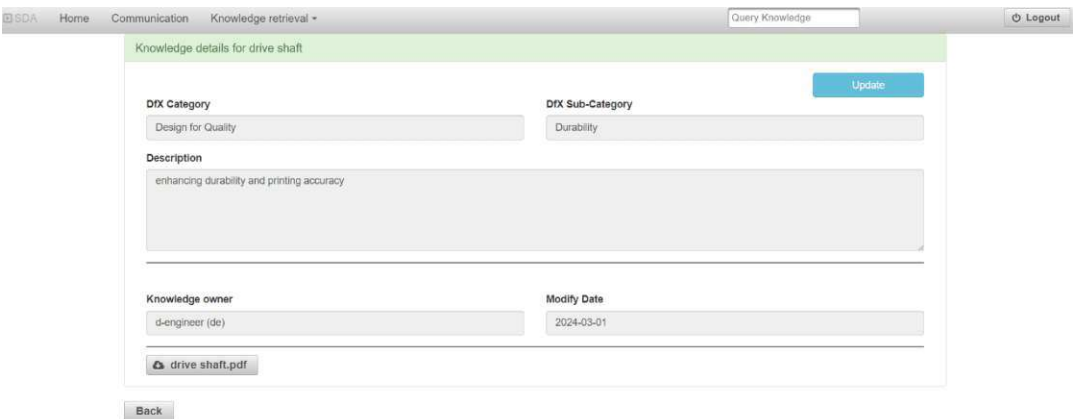 SDA Home Communication Knowledge retrieval Query Knowledge Logout
Knowledge details for drive shaft
Update
DfX Category DfX Sub-Category
Design for Quality Durability
Description
enhancing durability and printing accuracy
Knowledge owner Modify Date
d-engineer (de) 2024-03-01
drive shaft.pdf
Back